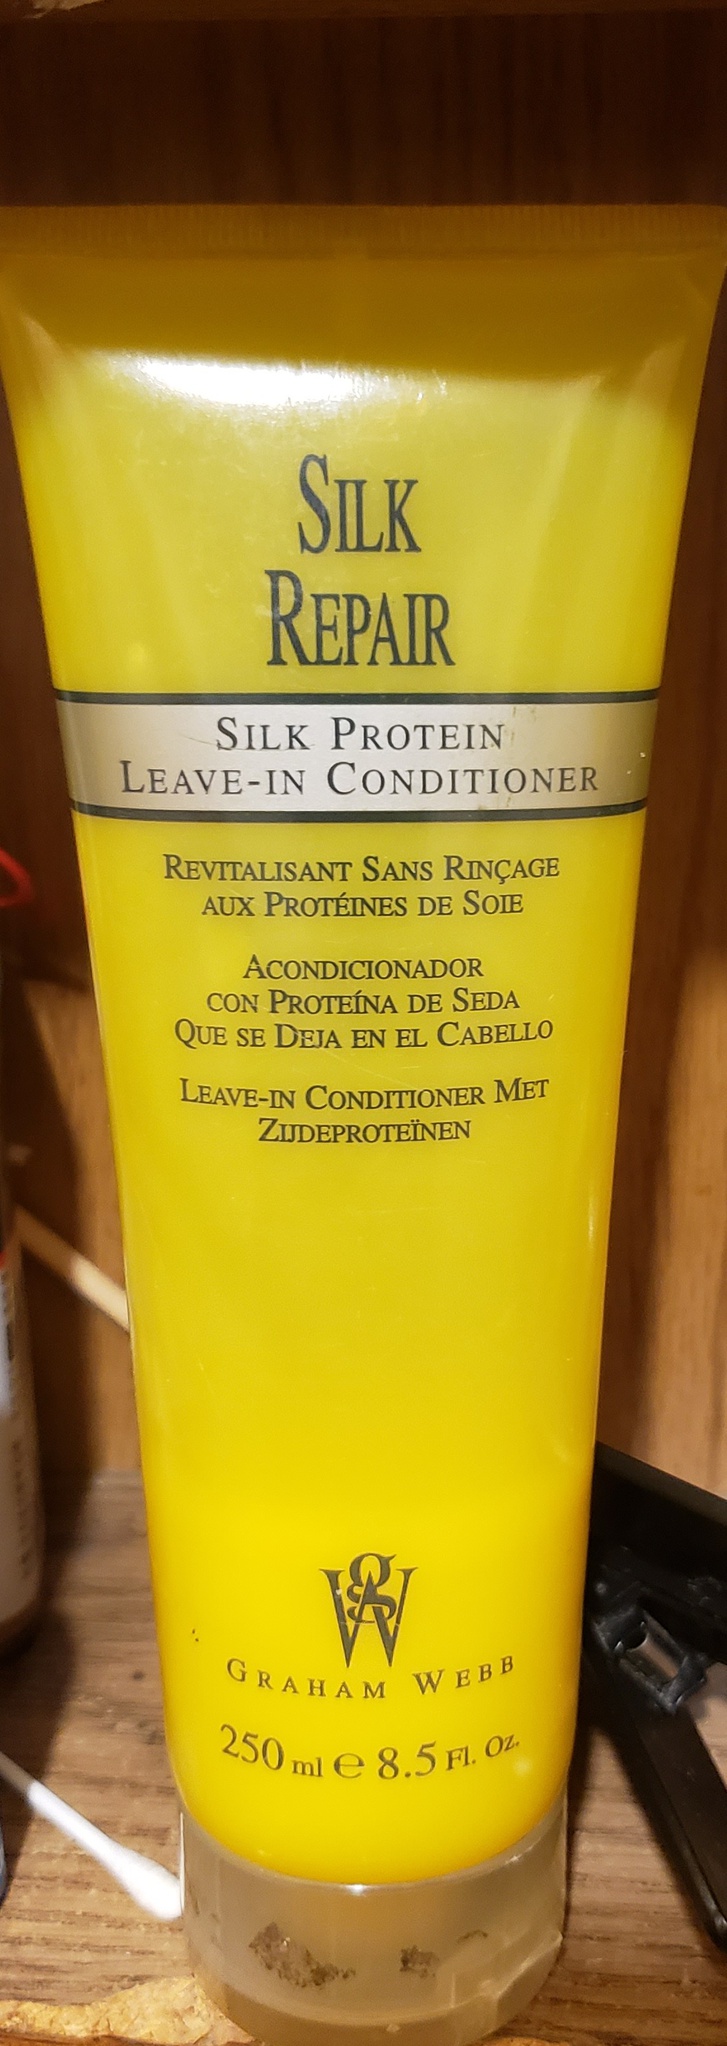 SILK
REPAIR
SILK PROTEIN
LEAVE-IN CONDITIONER
REVITALISANT SANS RINÇAGE
AUX PROTÉINES DE SOIE
ACONDICIONADOR
CON PROTEÍNA DE SEDA
QUE SE DEJA EN EL CABELLO
LEAVE-IN CONDITIONER MET
ZIJDEPROTEÏNEN
GW
GRAHAM WEBB
250 ml ℮ 8.5 FL. OZ.